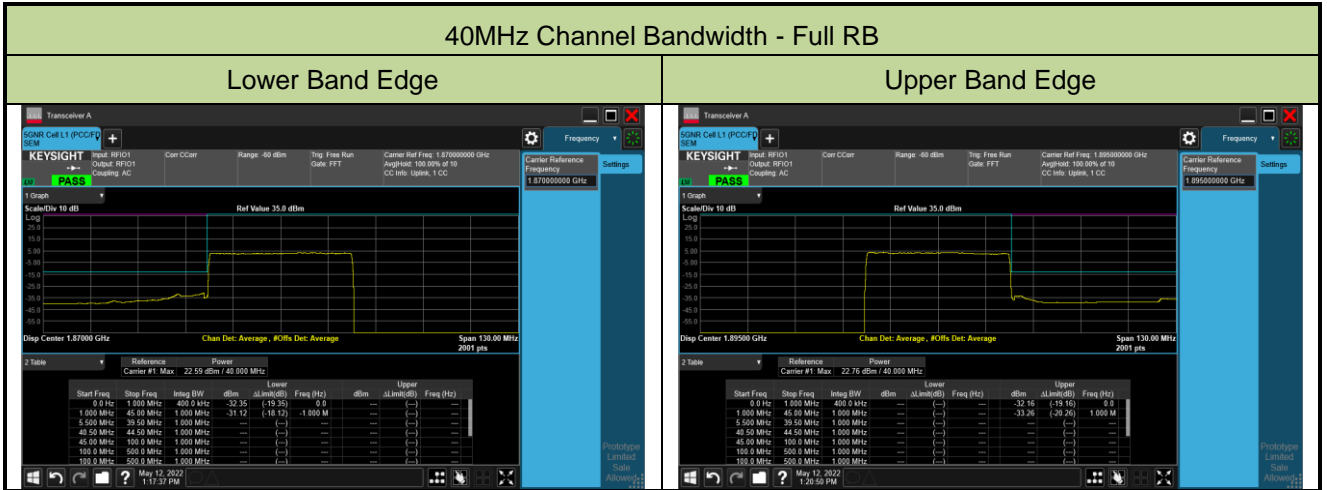 40MHz Channel Bandwidth - Full RB
Lower Band Edge
Upper Band Edge
Transceiver A
5GNR Cell L1 (PCC/F
SEM
+
Frequency
KEYSIGHT
Input: RFIO1
Output: RFIO1
Coupling: AC
Corr CCorr
Range: -60 dBm
Trig: Free Run
Gate: FFT
Carrier Ref Freq: 1.870000000 GHz
Avg|Hold: 100.00% of 10
CC Info: Uplink, 1 CC
PASS
Carrier Reference
Frequency
1.870000000 GHz
Settings
1 Graph
Scale/Div 10 dB
Ref Value 35.0 dBm
Log
25.0
15.0
5.00
-5.00
-15.0
-25.0
-35.0
-45.0
-55.0
Disp Center 1.87000 GHz
Chan Det: Average, #Offs Det: Average
Span 130.00 MHz
2001 pts
2 Table
Reference Power
Carrier #1: Max 22.59 dBm / 40.000 MHz
Lower Upper
Start Freq Stop Freq Integ BW dBm ΔLimit(dB) Freq (Hz) dBm ΔLimit(dB) Freq (Hz)
0.0 Hz 1.000 MHz 400.0 kHz -32.35 (-19.35) 0.0 --- (---) ---
1.000 MHz 45.00 MHz 1.000 MHz -31.12 (-18.12) -1.000 M --- (---) ---
5.500 MHz 39.50 MHz 1.000 MHz --- (---) --- --- (---) ---
40.50 MHz 44.50 MHz 1.000 MHz --- (---) --- --- (---) ---
45.00 MHz 100.0 MHz 1.000 MHz --- (---) --- --- (---) ---
100.0 MHz 500.0 MHz 1.000 MHz --- (---) --- --- (---) ---
100.0 MHz 500.0 MHz 1.000 MHz --- (---) --- --- (---) ---
Prototype
Limited
Sale
Allowed
?
May 12, 2022
1:17:37 PM
Transceiver A
5GNR Cell L1 (PCC/F
SEM
+
Frequency
KEYSIGHT
Input: RFIO1
Output: RFIO1
Coupling: AC
Corr CCorr
Range: -60 dBm
Trig: Free Run
Gate: FFT
Carrier Ref Freq: 1.895000000 GHz
Avg|Hold: 100.00% of 10
CC Info: Uplink, 1 CC
PASS
Carrier Reference
Frequency
1.895000000 GHz
Settings
1 Graph
Scale/Div 10 dB
Ref Value 35.0 dBm
Log
25.0
15.0
5.00
-5.00
-15.0
-25.0
-35.0
-45.0
-55.0
Disp Center 1.89500 GHz
Chan Det: Average, #Offs Det: Average
Span 130.00 MHz
2001 pts
2 Table
Reference Power
Carrier #1: Max 22.76 dBm / 40.000 MHz
Lower Upper
Start Freq Stop Freq Integ BW dBm ΔLimit(dB) Freq (Hz) dBm ΔLimit(dB) Freq (Hz)
0.0 Hz 1.000 MHz 400.0 kHz --- (---) --- -32.16 (-19.16) 0.0
1.000 MHz 45.00 MHz 1.000 MHz --- (---) --- -33.26 (-20.26) 1.000 M
5.500 MHz 39.50 MHz 1.000 MHz --- (---) --- --- (---) ---
40.50 MHz 44.50 MHz 1.000 MHz --- (---) --- --- (---) ---
45.00 MHz 100.0 MHz 1.000 MHz --- (---) --- --- (---) ---
100.0 MHz 500.0 MHz 1.000 MHz --- (---) --- --- (---) ---
100.0 MHz 500.0 MHz 1.000 MHz --- (---) --- --- (---) ---
Prototype
Limited
Sale
Allowed
?
May 12, 2022
1:20:50 PM